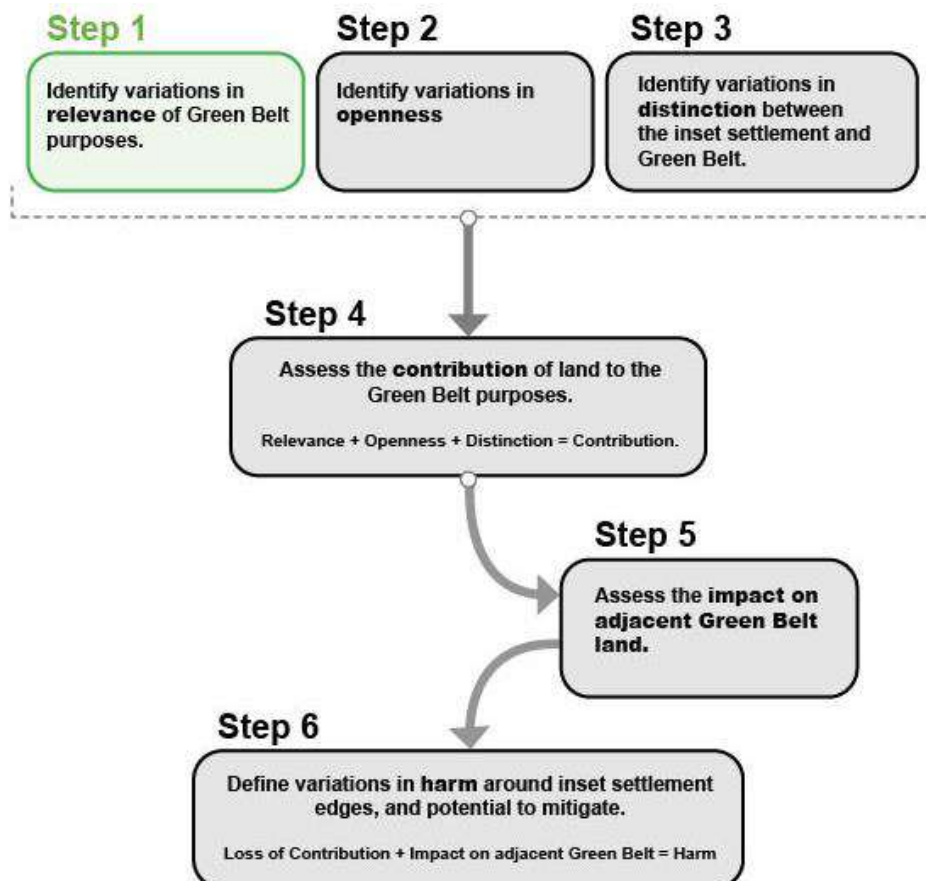 Step 1
Identify variations in
relevance of Green Belt
purposes.
Step 2
Identify variations in
openness
Step 3
Identify variations in
distinction between
the inset settlement and
Green Belt.
Step 4
Assess the contribution of land to the
Green Belt purposes.
Relevance + Openness + Distinction = Contribution.
Step 5
Assess the impact on
adjacent Green Belt
land.
Step 6
Define variations in harm around inset settlement
edges, and potential to mitigate.
Loss of Contribution + Impact on adjacent Green Belt = Harm